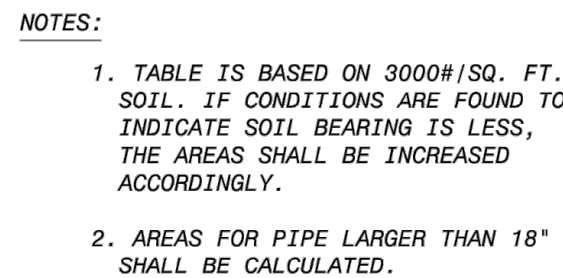 NOTES:
1. TABLE IS BASED ON 3000#/SQ. FT.
SOIL. IF CONDITIONS ARE FOUND TO
INDICATE SOIL BEARING IS LESS,
THE AREAS SHALL BE INCREASED
ACCORDINGLY.
2. AREAS FOR PIPE LARGER THAN 18"
SHALL BE CALCULATED.